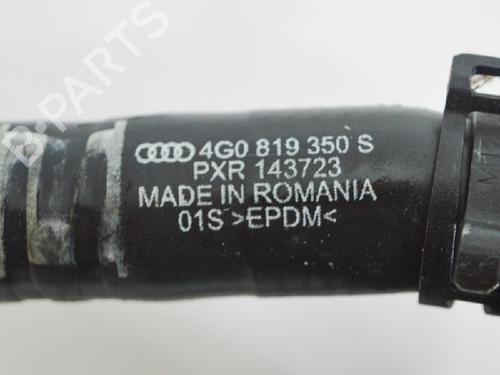 4G0 819 350 S
PXR 143723
MADE IN ROMANIA
01S >EPDM<
B-PARTS